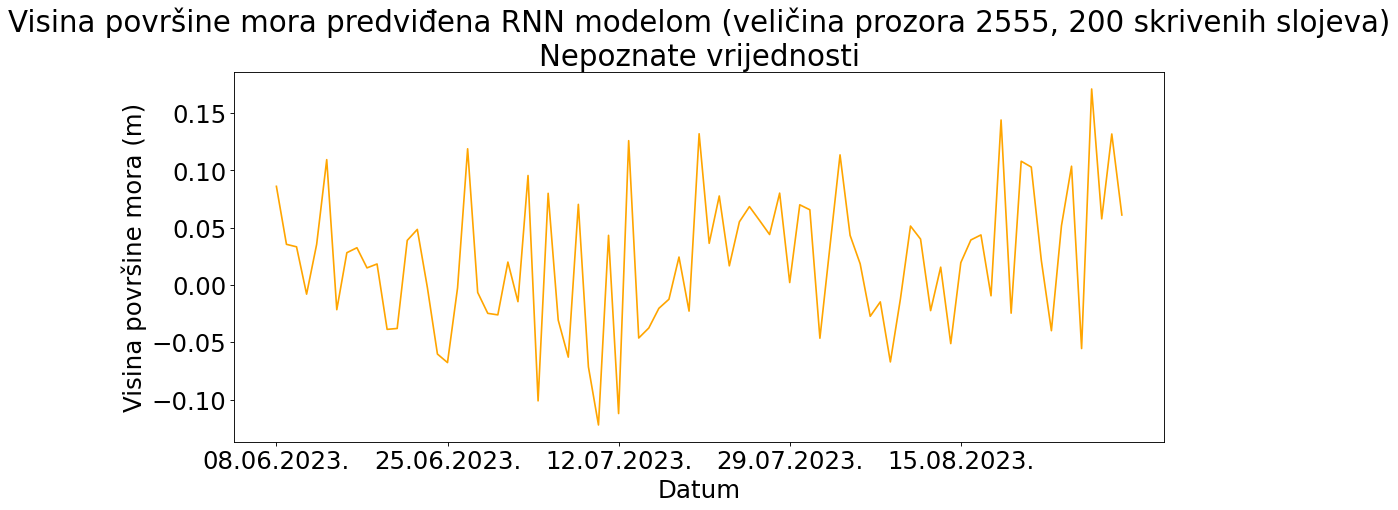 Visina površine mora predviđena RNN modelom (veličina prozora 2555, 200 skrivenih slojeva)
Nepoznate vrijednosti
Visina površine mora (m)
0.15
0.10
0.05
0.00
−0.05
−0.10
08.06.2023. 25.06.2023. 12.07.2023. 29.07.2023. 15.08.2023.
Datum